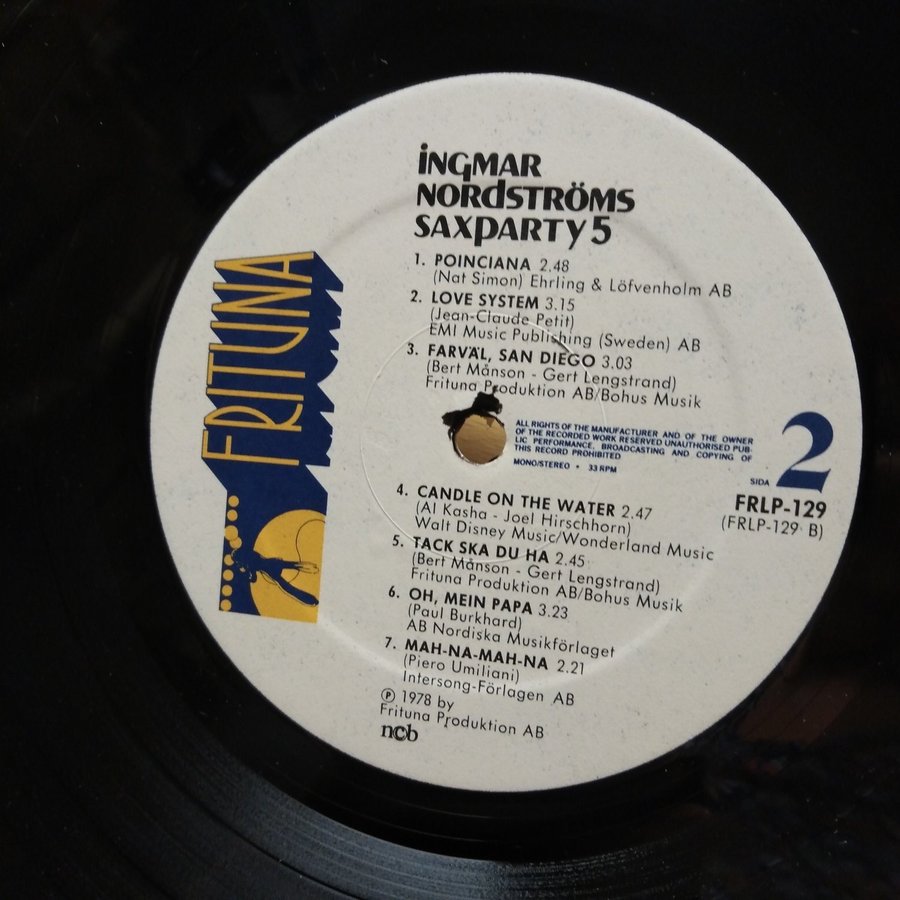 iNGMAR
NORdSTRÖMS
SAXPARTY 5
1. POINCIANA 2.48
(Nat Simon) Ehrling & Löfvenholm AB
2. LOVE SYSTEM 3.15
(Jean-Claude Petit)
EMI Music Publishing (Sweden) AB
3. FARVÄL, SAN DIEGO 3.03
(Bert Månson - Gert Lengstrand)
Frituna Produktion AB/Bohus Musik
FRITUNA
ALL RIGHTS OF THE MANUFACTURER AND OF THE OWNER
OF THE RECORDED WORK RESERVED UNAUTHORISED PUB-
LIC PERFORMANCE, BROADCASTING AND COPYING OF
THIS RECORD PROHIBITED
MONO/STEREO • 33 RPM
SIDA 2
FRLP-129
(FRLP-129 B)
4. CANDLE ON THE WATER 2.47
(Al Kasha - Joel Hirschhorn)
Walt Disney Music/Wonderland Music
5. TACK SKA DU HA 2.45
(Bert Månson - Gert Lengstrand)
Frituna Produktion AB/Bohus Musik
6. OH, MEIN PAPA 3.23
(Paul Burkhard)
AB Nordiska Musikförlaget
7. MAH-NA-MAH-NA 2.21
(Piero Umiliani)
Intersong-Förlagen AB
℗ 1978 by
Frituna Produktion AB
ncb